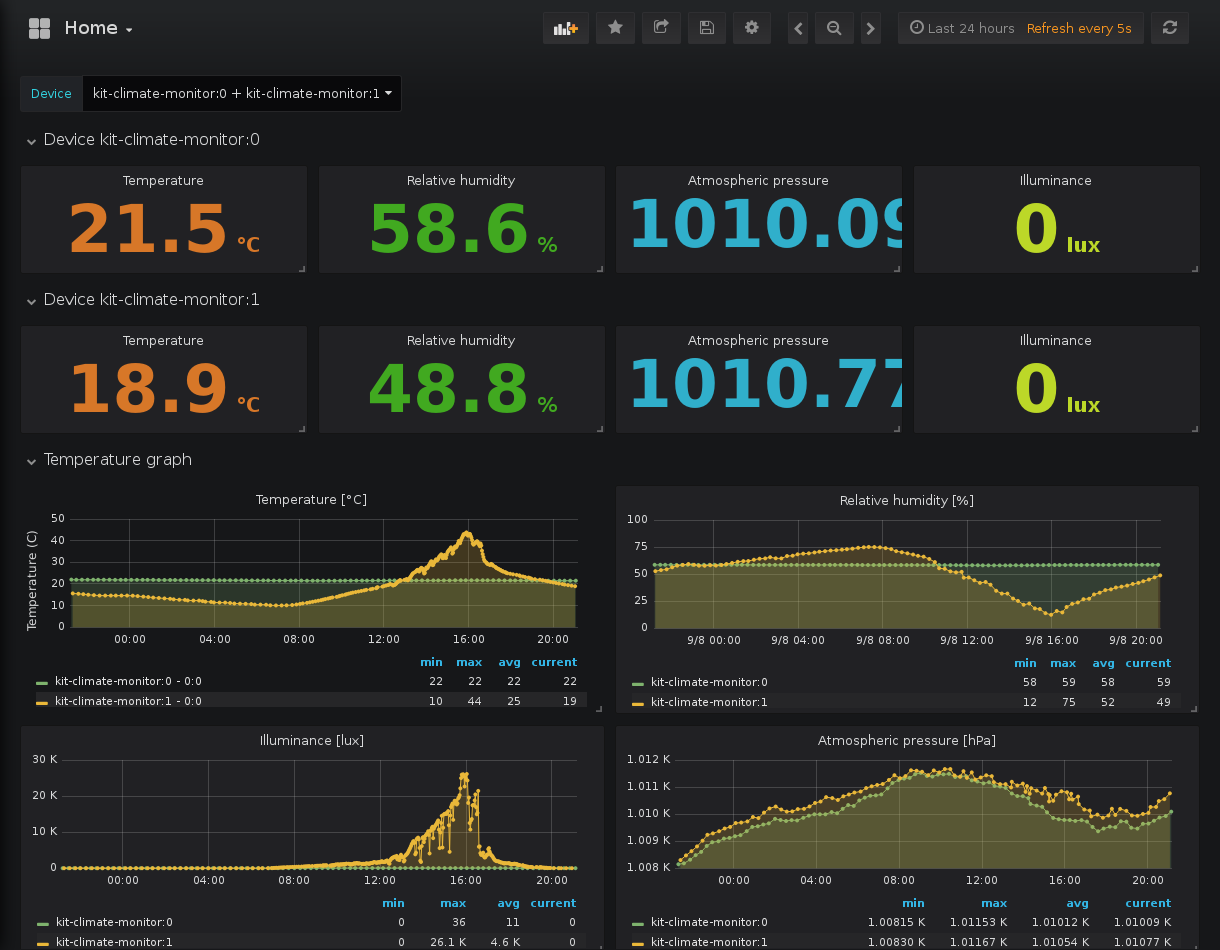 Home
Last 24 hours Refresh every 5s
Device kit-climate-monitor:0 + kit-climate-monitor:1
Device kit-climate-monitor:0
Temperature Relative humidity Atmospheric pressure Illuminance
21.5 °C 58.6 % 1010.09 0 lux
Device kit-climate-monitor:1
Temperature Relative humidity Atmospheric pressure Illuminance
18.9 °C 48.8 % 1010.77 0 lux
Temperature graph
Temperature [°C]
Temperature (C)
50
40
30
20
10
0
00:00 04:00 08:00 12:00 16:00 20:00
min max avg current
kit-climate-monitor:0 - 0:0 22 22 22 22
kit-climate-monitor:1 - 0:0 10 44 25 19
Relative humidity [%]
100
75
50
25
0
9/8 00:00 9/8 04:00 9/8 08:00 9/8 12:00 9/8 16:00 9/8 20:00
min max avg current
kit-climate-monitor:0 58 59 58 59
kit-climate-monitor:1 12 75 52 49
Illuminance [lux]
30 K
20 K
10 K
0
00:00 04:00 08:00 12:00 16:00 20:00
min max avg current
kit-climate-monitor:0 0 36 11 0
kit-climate-monitor:1 0 26.1 K 4.6 K 0
Atmospheric pressure [hPa]
1.012 K
1.011 K
1.010 K
1.009 K
1.008 K
00:00 04:00 08:00 12:00 16:00 20:00
min max avg current
kit-climate-monitor:0 1.00815 K 1.01153 K 1.01012 K 1.01009 K
kit-climate-monitor:1 1.00830 K 1.01167 K 1.01054 K 1.01077 K